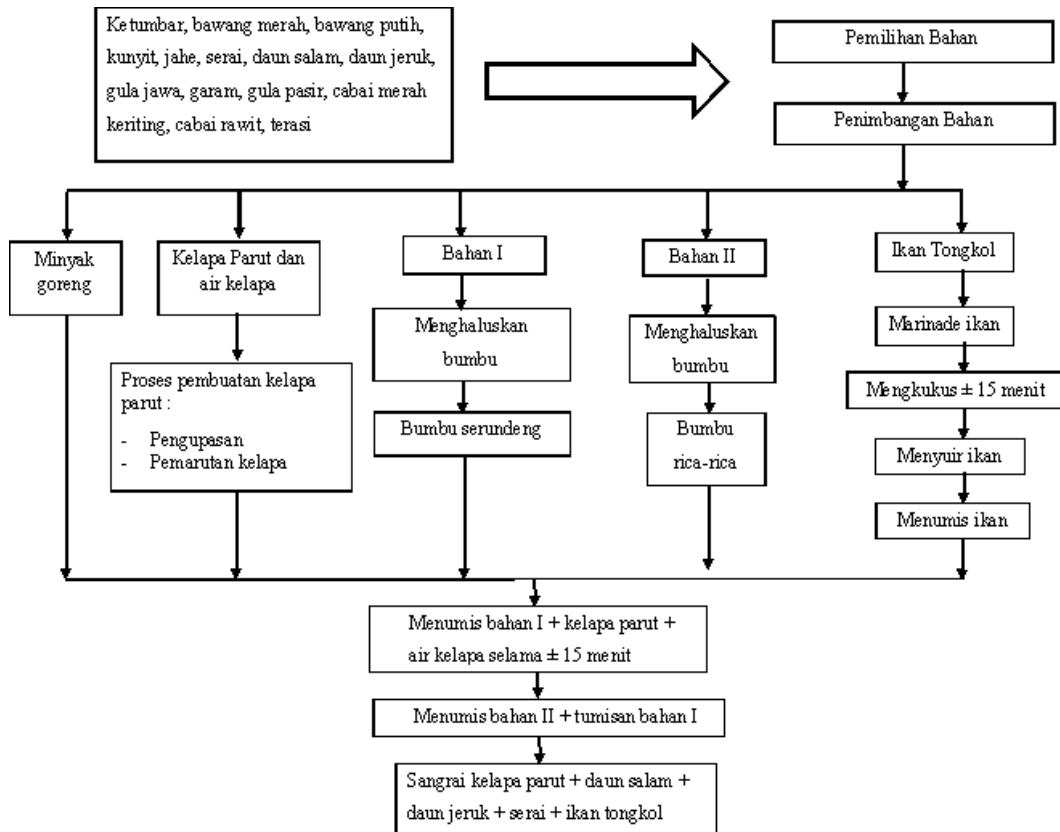 Ketumbar, bawang merah, bawang putih,
kunyit, jahe, serai, daun salam, daun jeruk,
gula jawa, garam, gula pasir, cabai merah
keriting, cabai rawit, terasi
Pemilihan Bahan
Penimbangan Bahan
Minyak
goreng
Kelapa Parut dan
air kelapa
Proses pembuatan kelapa
parut :
- Pengupasan
- Pemarutan kelapa
Bahan I
Menghaluskan
bumbu
Bumbu serundeng
Bahan II
Menghaluskan
bumbu
Bumbu
rica-rica
Ikan Tongkol
Marinade ikan
Mengkukus ± 15 menit
Menyuir ikan
Menumis ikan
Menumis bahan I + kelapa parut +
air kelapa selama ± 15 menit
Menumis bahan II + tumisan bahan I
Sangrai kelapa parut + daun salam +
daun jeruk + serai + ikan tongkol